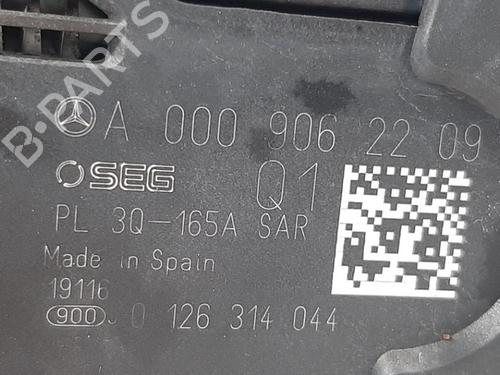 A 000 906 22 09
SEG Q1
PL 3Q-165A SAR
Made in Spain
19116
900 0 126 314 044
B-PARTS